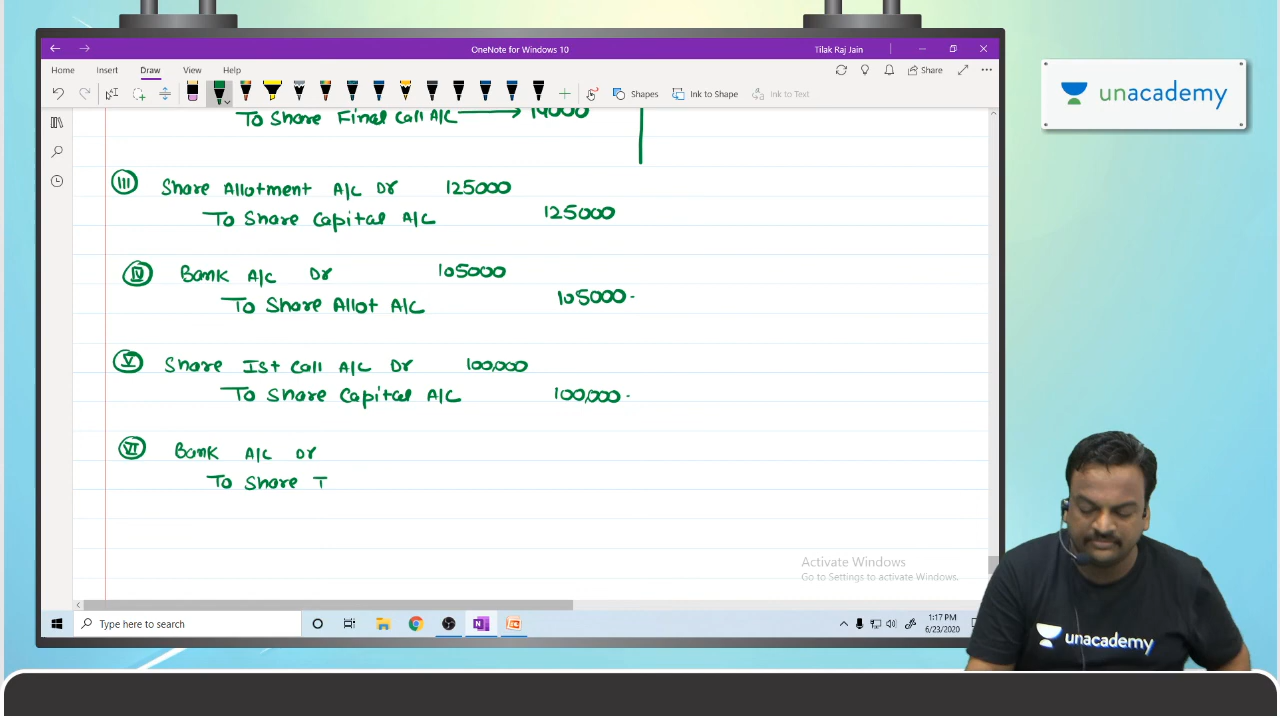 OneNote for Windows 10
Tilak Raj Jain
Home Insert Draw View Help
Share
Shapes
Ink to Shape
Ink to Text
To Share Final Call A/C 14000
III Share Allotment A/C Dr 125000
To Share Capital A/C 125000
IV Bank A/C Dr 105000
To Share Allot A/C 105000
V Share Ist Call A/C Dr 100,000
To Share Capital A/C 100,000
VI Bank A/C Dr
To Share I
Activate Windows
Go to Settings to activate Windows.
Type here to search
1:17 PM
6/23/2020
unacademy
unacademy